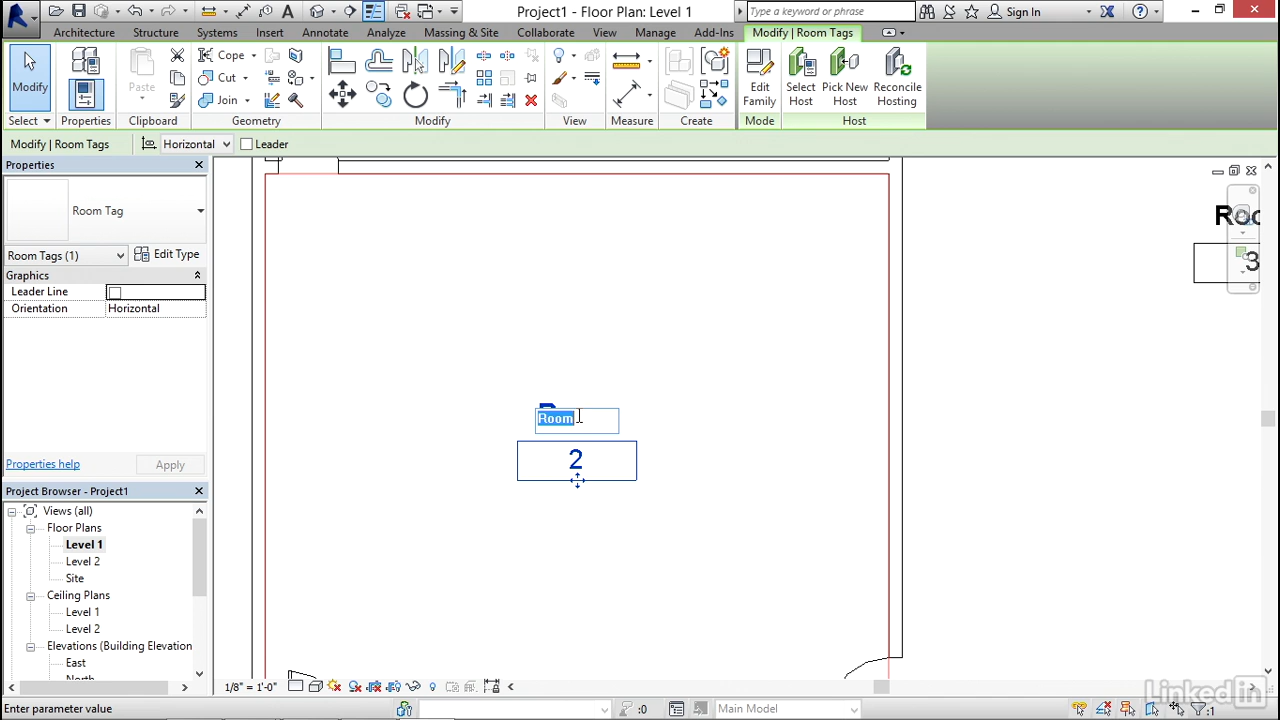 Project1 - Floor Plan: Level 1
Type a keyword or phrase
Sign In
Architecture Structure Systems Insert Annotate Analyze Massing & Site Collaborate View Manage Add-Ins Modify | Room Tags
Modify
Paste
Cope
Cut
Join
Edit Family
Select Host
Pick New Host
Reconcile Hosting
Select Properties Clipboard Geometry Modify View Measure Create Mode Host
Modify | Room Tags Horizontal Leader
Properties
Room Tag
Room Tags (1) Edit Type
Graphics
Leader Line
Orientation Horizontal
Properties help Apply
Project Browser - Project1
Views (all)
Floor Plans
Level 1
Level 2
Site
Ceiling Plans
Level 1
Level 2
Elevations (Building Elevation
East
Room
2
3
1/8" = 1'-0"
Enter parameter value
:0
Main Model
:1
LinkedIn